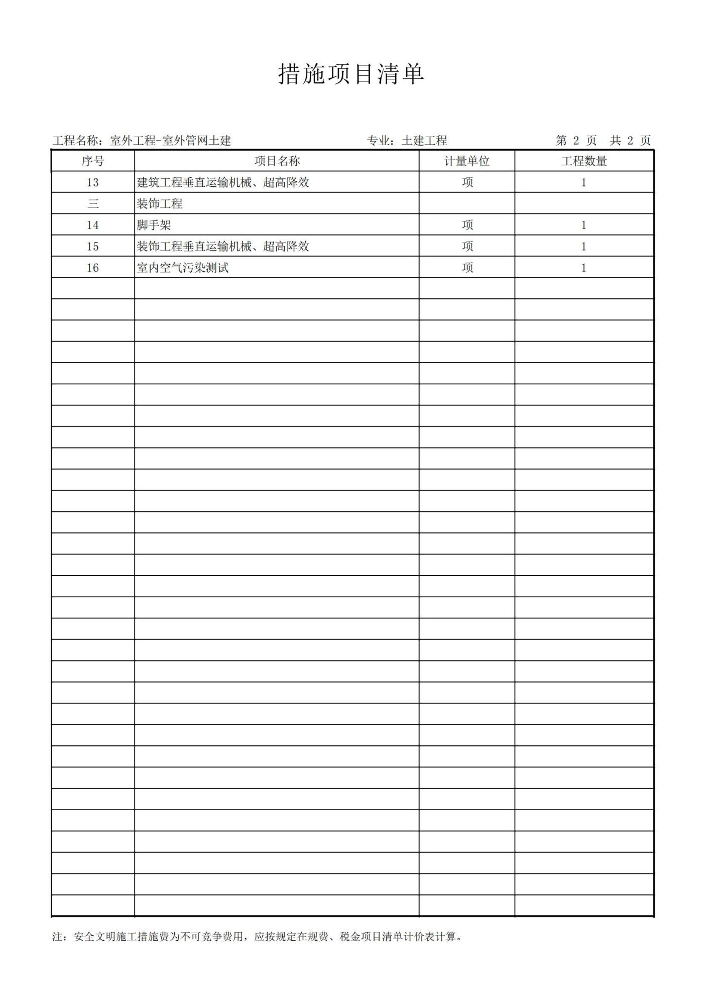 措施项目清单
工程名称：室外工程-室外管网土建 专业：土建工程 第 2 页 共 2 页
序号 项目名称 计量单位 工程数量
13 建筑工程垂直运输机械、超高降效 项 1
三 装饰工程
14 脚手架 项 1
15 装饰工程垂直运输机械、超高降效 项 1
16 室内空气污染测试 项 1
注：安全文明施工措施费为不可竞争费用，应按规定在规费、税金项目清单计价表计算。